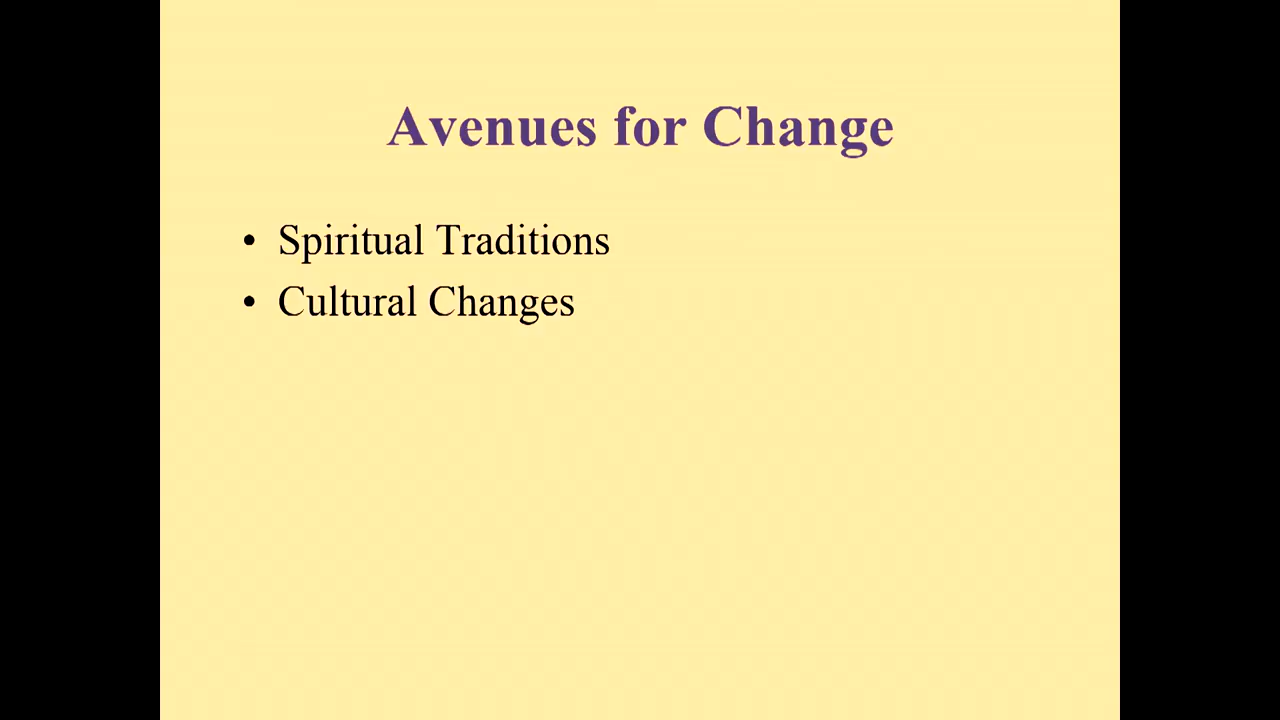 Avenues for Change
• Spiritual Traditions
• Cultural Changes